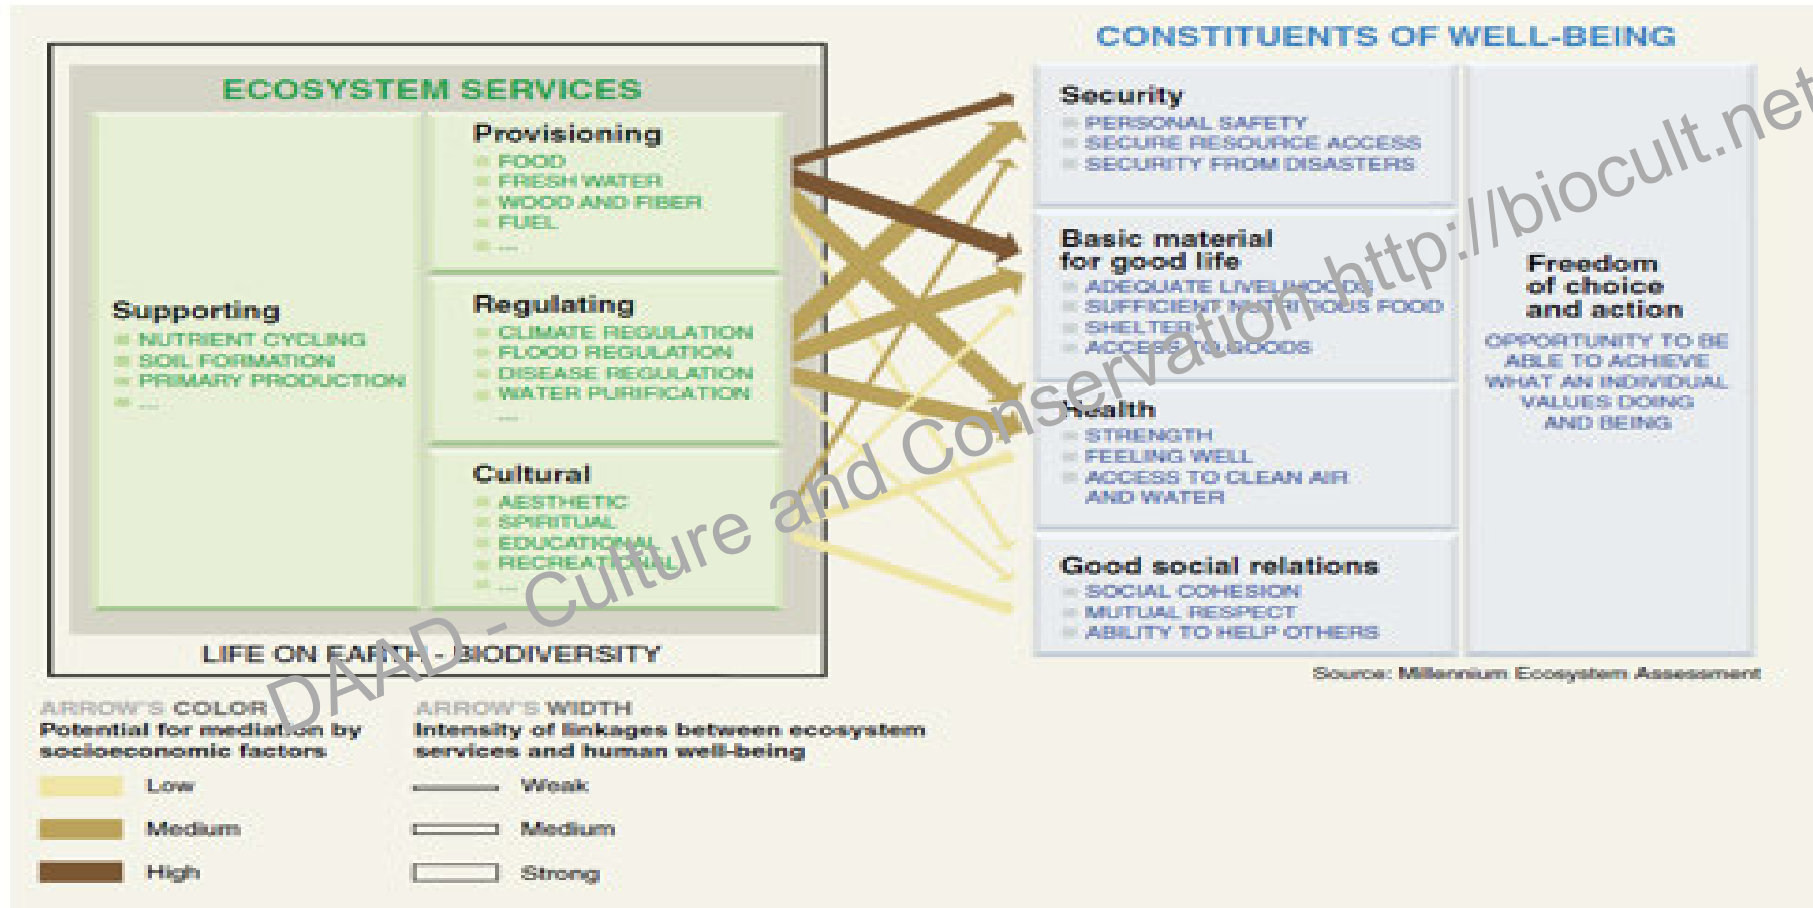 CONSTITUENTS OF WELL-BEING
ECOSYSTEM SERVICES
Supporting
NUTRIENT CYCLING
SOIL FORMATION
PRIMARY PRODUCTION
...
Provisioning
FOOD
FRESH WATER
WOOD AND FIBER
FUEL
...
Regulating
CLIMATE REGULATION
FLOOD REGULATION
DISEASE REGULATION
WATER PURIFICATION
...
Cultural
AESTHETIC
SPIRITUAL
EDUCATIONAL
RECREATIONAL
...
LIFE ON EARTH - BIODIVERSITY
Security
PERSONAL SAFETY
SECURE RESOURCE ACCESS
SECURITY FROM DISASTERS
Basic material
for good life
ADEQUATE LIVELIHOODS
SUFFICIENT NUTRITIOUS FOOD
SHELTER
ACCESS TO GOODS
Health
STRENGTH
FEELING WELL
ACCESS TO CLEAN AIR
AND WATER
Good social relations
SOCIAL COHESION
MUTUAL RESPECT
ABILITY TO HELP OTHERS
Freedom
of choice
and action
OPPORTUNITY TO BE
ABLE TO ACHIEVE
WHAT AN INDIVIDUAL
VALUES DOING
AND BEING
Source: Millennium Ecosystem Assessment
ARROW'S COLOR
Potential for mediation by
socioeconomic factors
Low
Medium
High
ARROW'S WIDTH
Intensity of linkages between ecosystem
services and human well-being
Weak
Medium
Strong
DAAD - Culture and Conservation http://biocult.net